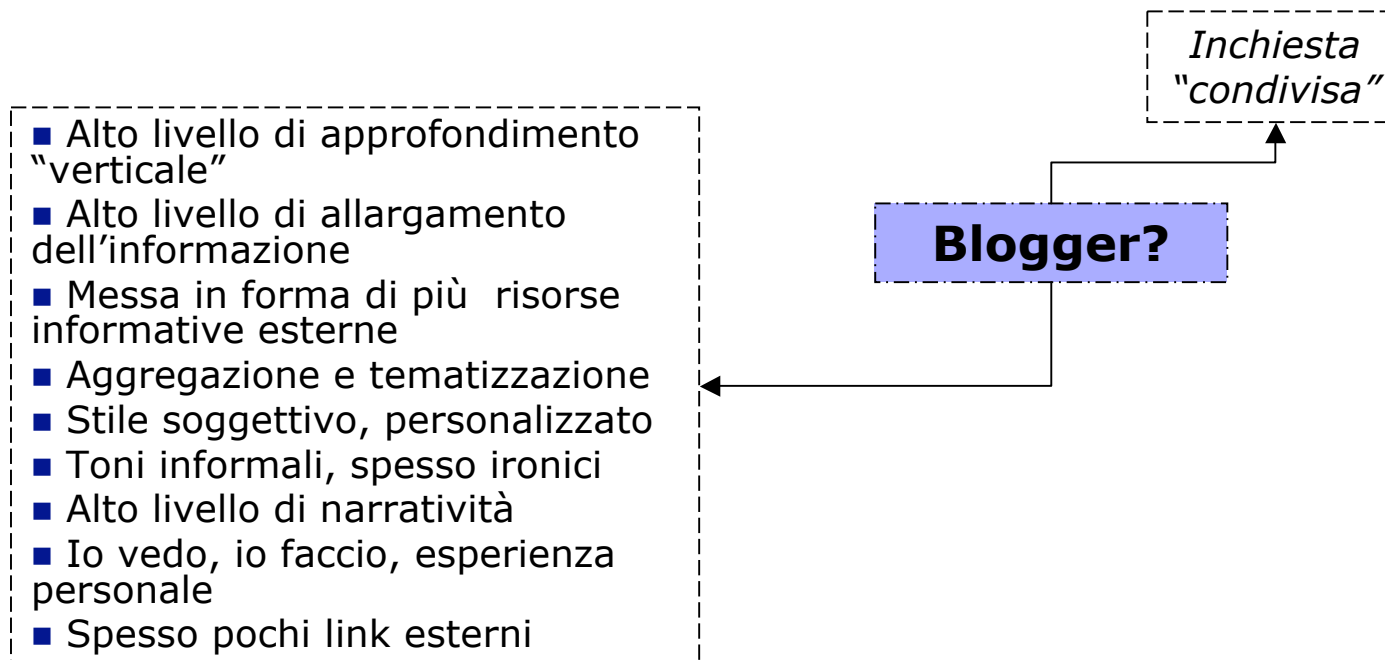 Inchiesta
“condivisa”
■ Alto livello di approfondimento
“verticale”
■ Alto livello di allargamento
dell’informazione
■ Messa in forma di più  risorse
informative esterne
■ Aggregazione e tematizzazione
■ Stile soggettivo, personalizzato
■ Toni informali, spesso ironici
■ Alto livello di narratività
■ Io vedo, io faccio, esperienza
personale
■ Spesso pochi link esterni
Blogger?